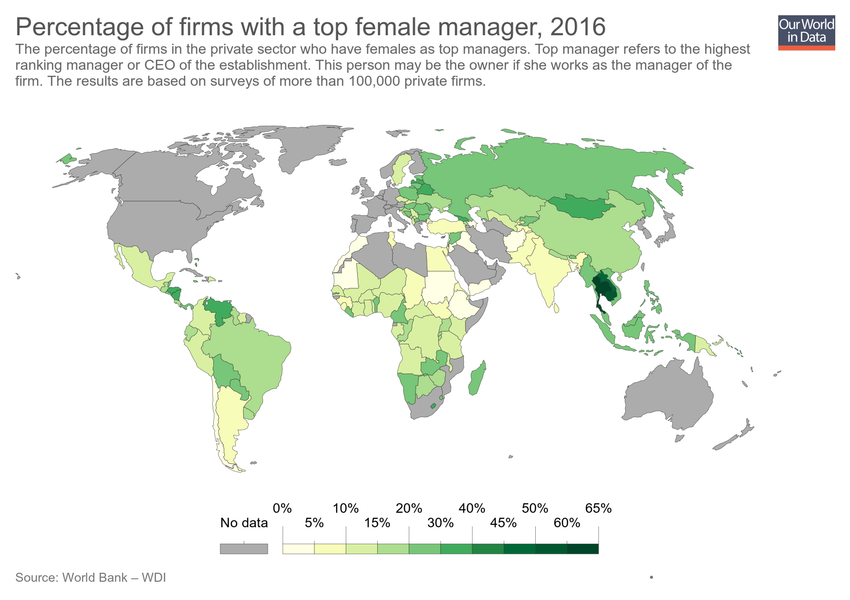 Percentage of firms with a top female manager, 2016
Our World
in Data
The percentage of firms in the private sector who have females as top managers. Top manager refers to the highest
ranking manager or CEO of the establishment. This person may be the owner if she works as the manager of the
firm. The results are based on surveys of more than 100,000 private firms.
0% 10% 20% 40% 50% 65%
No data 5% 15% 30% 45% 60%
Source: World Bank – WDI